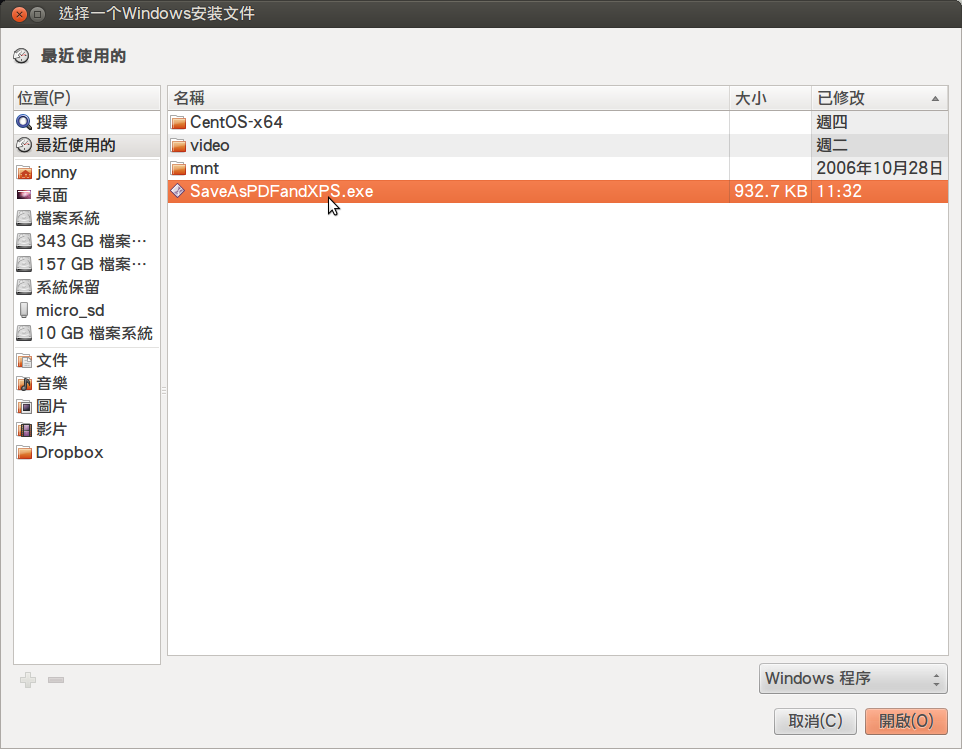 选择一个Windows安装文件
最近使用的
位置(P)
搜尋
最近使用的
jonny
桌面
檔案系統
343 GB 檔案⋯
157 GB 檔案⋯
系統保留
micro_sd
10 GB 檔案系統
文件
音樂
圖片
影片
Dropbox
名稱 大小 已修改
CentOS-x64 週四
video 週二
mnt 2006年10月28日
SaveAsPDFandXPS.exe 932.7 KB 11:32
Windows 程序
取消(C) 開啟(O)